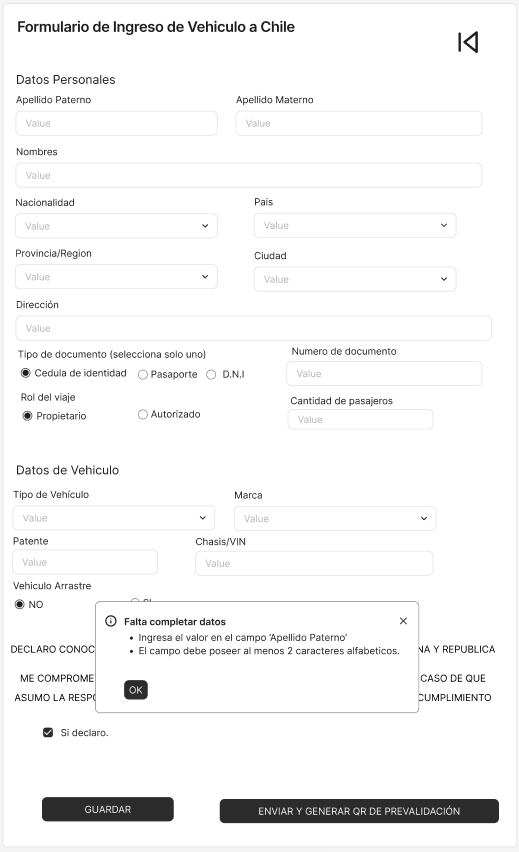 Formulario de Ingreso de Vehiculo a Chile
Datos Personales
Apellido Paterno Apellido Materno
Value Value
Nombres
Value
Nacionalidad Pais
Value Value
Provincia/Region Ciudad
Value Value
Dirección
Value
Tipo de documento (selecciona solo uno) Numero de documento
Cedula de identidad Pasaporte D.N.I Value
Rol del viaje Cantidad de pasajeros
Propietario Autorizado Value
Datos de Vehiculo
Tipo de Vehículo Marca
Value Value
Patente Chasis/VIN
Value Value
Vehiculo Arrastre
NO
Falta completar datos
Ingresa el valor en el campo ‘Apellido Paterno’
El campo debe poseer al menos 2 caracteres alfabeticos.
OK
DECLARO CONOC NA Y REPUBLICA
ME COMPROME CASO DE QUE
ASUMO LA RESPO CUMPLIMIENTO
Si declaro.
GUARDAR ENVIAR Y GENERAR QR DE PREVALIDACIÓN